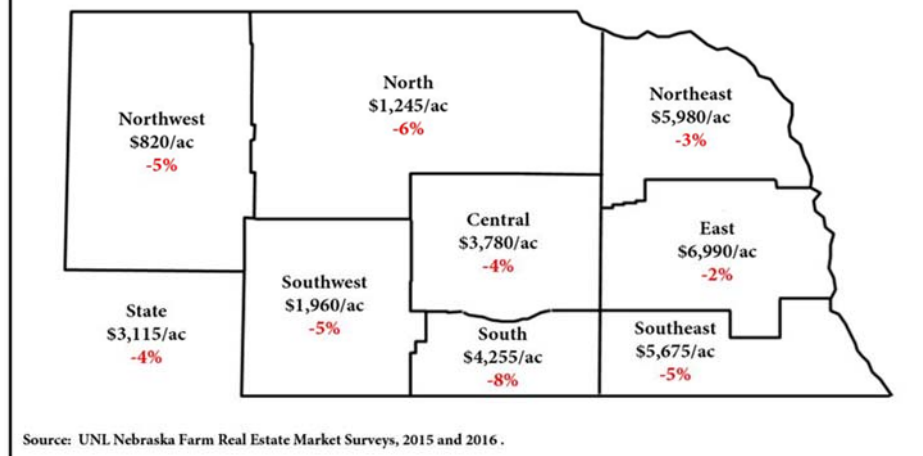 North
$1,245/ac
-6%
Northwest
$820/ac
-5%
Northeast
$5,980/ac
-3%
Central
$3,780/ac
-4%
East
$6,990/ac
-2%
Southwest
$1,960/ac
-5%
State
$3,115/ac
-4%
South
$4,255/ac
-8%
Southeast
$5,675/ac
-5%
Source: UNL Nebraska Farm Real Estate Market Surveys, 2015 and 2016 .